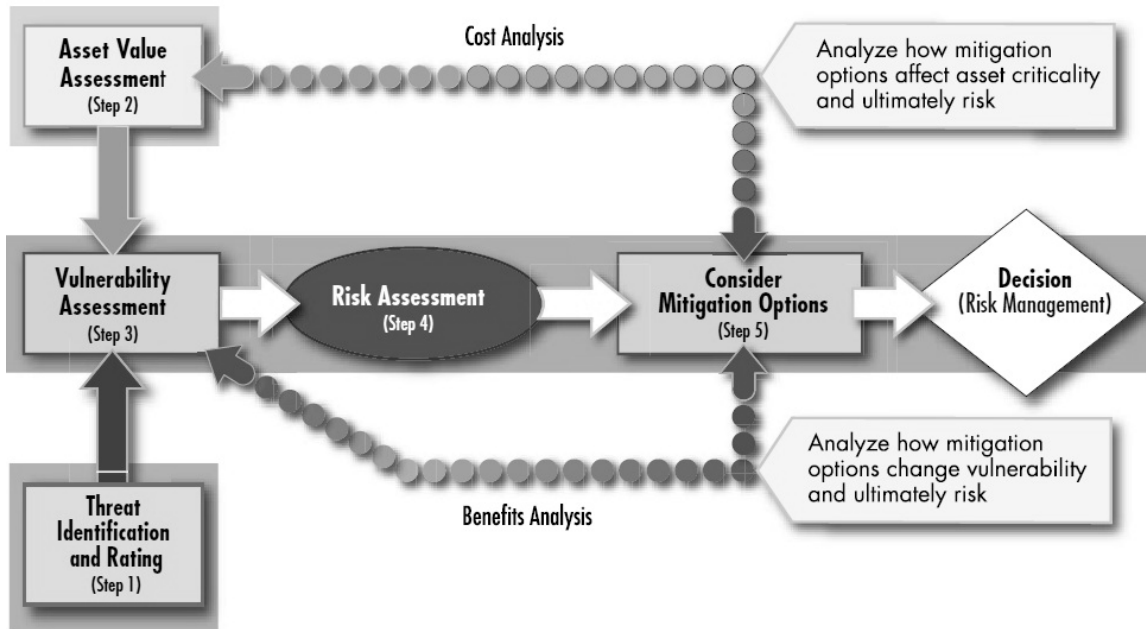 Cost Analysis
Asset Value
Assessment
(Step 2)
Analyze how mitigation
options affect asset criticality
and ultimately risk
Vulnerability
Assessment
(Step 3)
Risk Assessment
(Step 4)
Consider
Mitigation Options
(Step 5)
Decision
(Risk Management)
Threat
Identification
and Rating
(Step 1)
Benefits Analysis
Analyze how mitigation
options change vulnerability
and ultimately risk